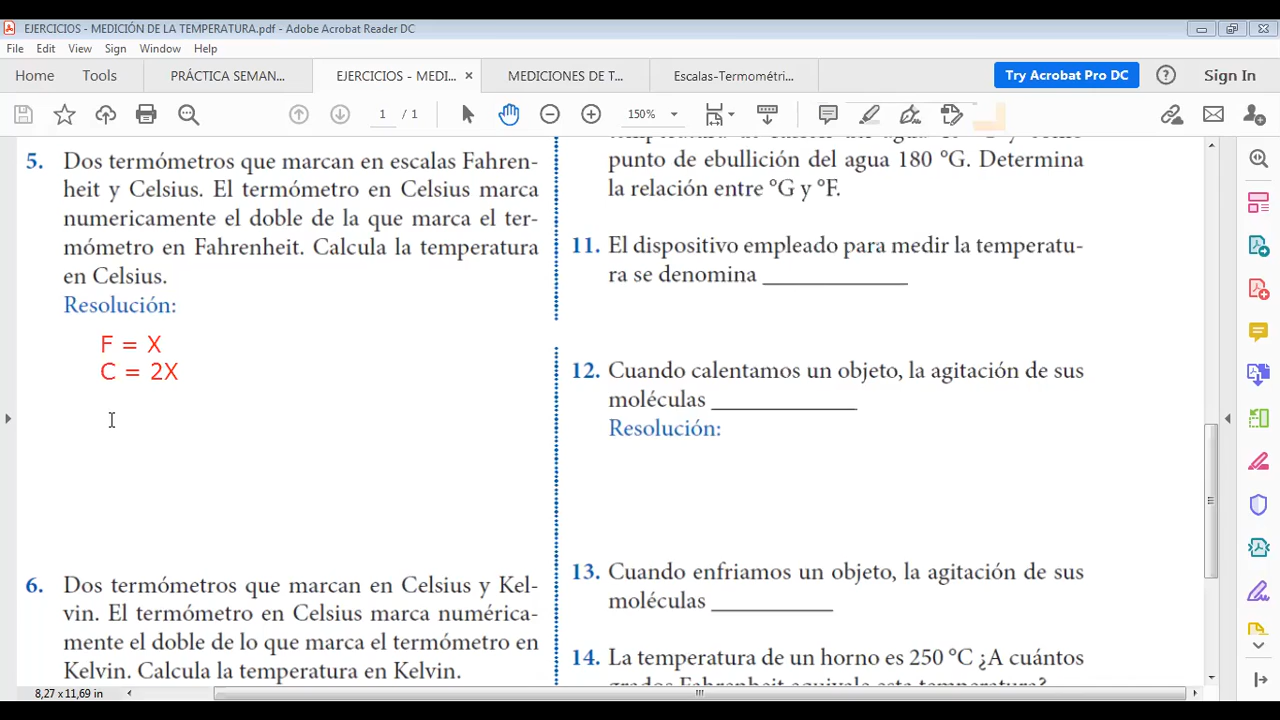 EJERCICIOS - MEDICIÓN DE LA TEMPERATURA.pdf - Adobe Acrobat Reader DC
File Edit View Sign Window Help
Home Tools PRÁCTICA SEMAN... EJERCICIOS - MEDI... × MEDICIONES DE T... Escalas-Termométri... Try Acrobat Pro DC Sign In
1 / 1 150%
5. Dos termómetros que marcan en escalas Fahren-
heit y Celsius. El termómetro en Celsius marca
numericamente el doble de la que marca el ter-
mómetro en Fahrenheit. Calcula la temperatura
en Celsius.
Resolución:
F = X
C = 2X
6. Dos termómetros que marcan en Celsius y Kel-
vin. El termómetro en Celsius marca numérica-
mente el doble de lo que marca el termómetro en
Kelvin. Calcula la temperatura en Kelvin.
punto de ebullición del agua 180 °G. Determina
la relación entre °G y °F.
11. El dispositivo empleado para medir la temperatu-
ra se denomina _____________
12. Cuando calentamos un objeto, la agitación de sus
moléculas _____________
Resolución:
13. Cuando enfriamos un objeto, la agitación de sus
moléculas ___________
14. La temperatura de un horno es 250 °C ¿A cuántos
grados Fahrenheit equivale esta temperatura?
8,27 x 11,69 in